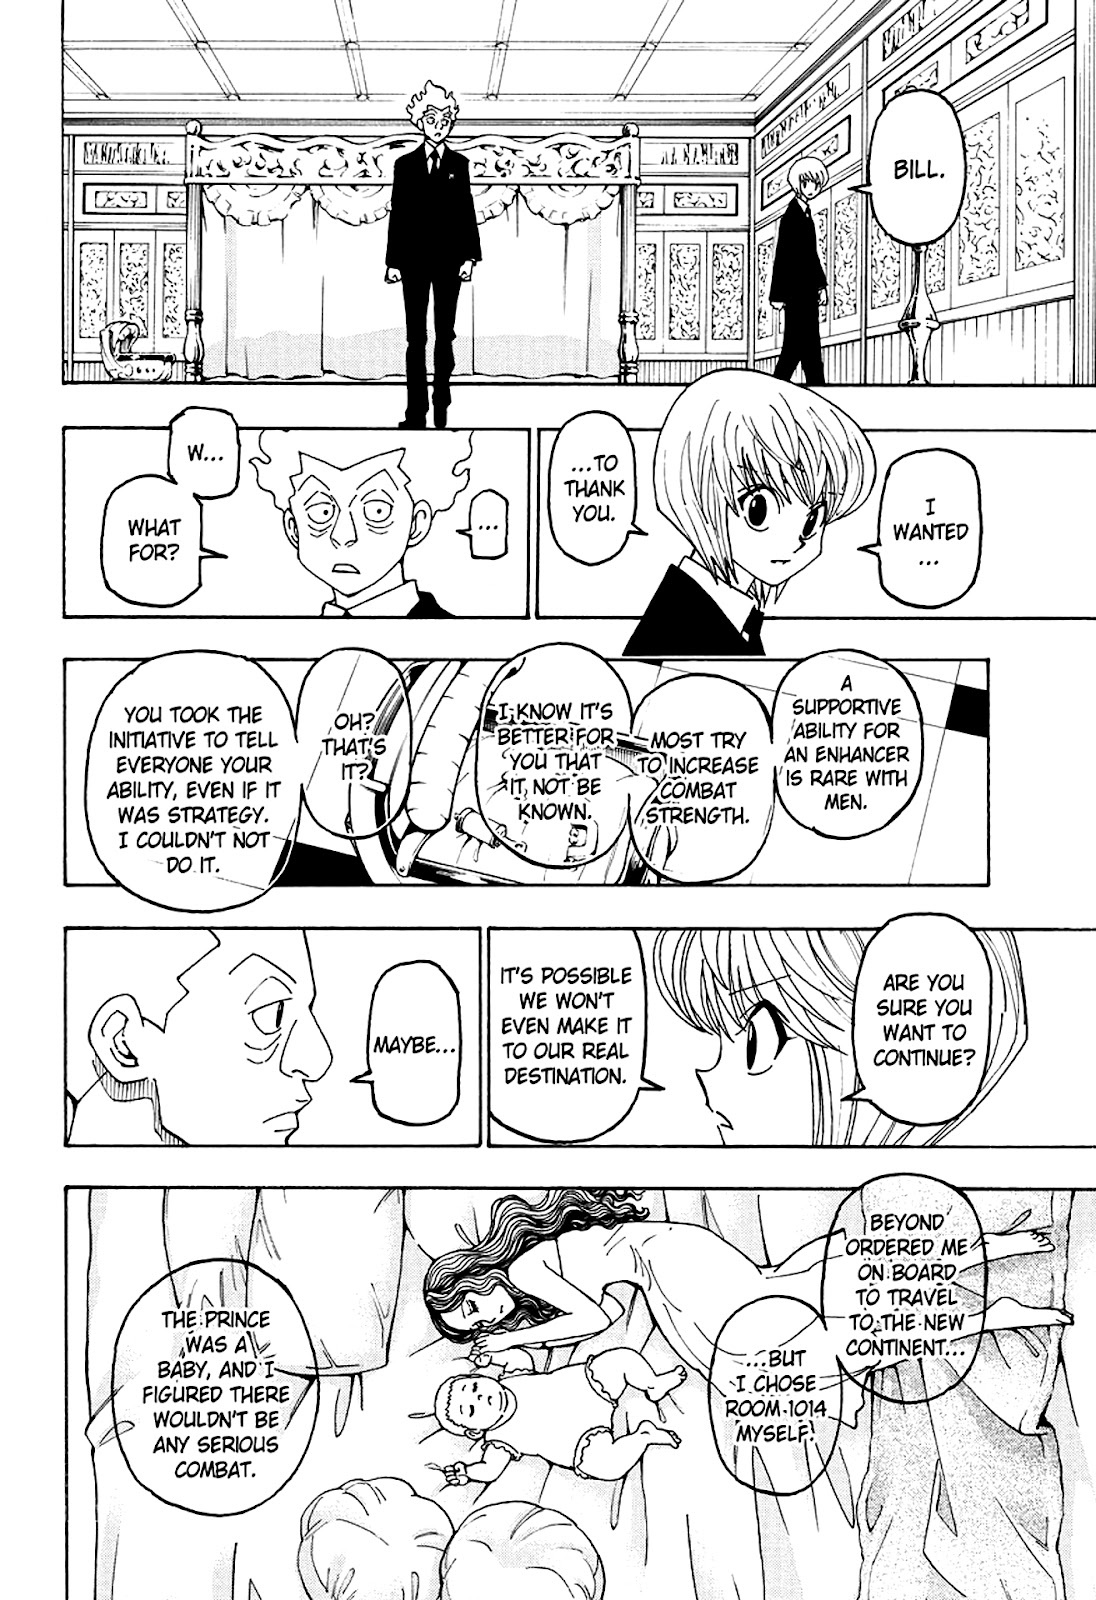 BILL.
I
WANTED
...
...TO
THANK
YOU.
...
W...
WHAT
FOR?
A
SUPPORTIVE
ABILITY FOR
AN ENHANCER
IS RARE WITH
MEN.
MOST TRY
TO INCREASE
COMBAT
STRENGTH.
I KNOW IT'S
BETTER FOR
YOU THAT
IT NOT BE
KNOWN.
OH?
THAT'S
IT?
YOU TOOK THE
INITIATIVE TO TELL
EVERYONE YOUR
ABILITY, EVEN IF IT
WAS STRATEGY.
I COULDN'T NOT
DO IT.
ARE YOU
SURE YOU
WANT TO
CONTINUE?
IT'S POSSIBLE
WE WON'T
EVEN MAKE IT
TO OUR REAL
DESTINATION.
MAYBE...
BEYOND
ORDERED ME
ON BOARD
TO TRAVEL
TO THE NEW
CONTINENT...
...BUT
I CHOSE
ROOM 1014
MYSELF.
THE PRINCE
WAS A
BABY, AND I
FIGURED THERE
WOULDN'T BE
ANY SERIOUS
COMBAT.